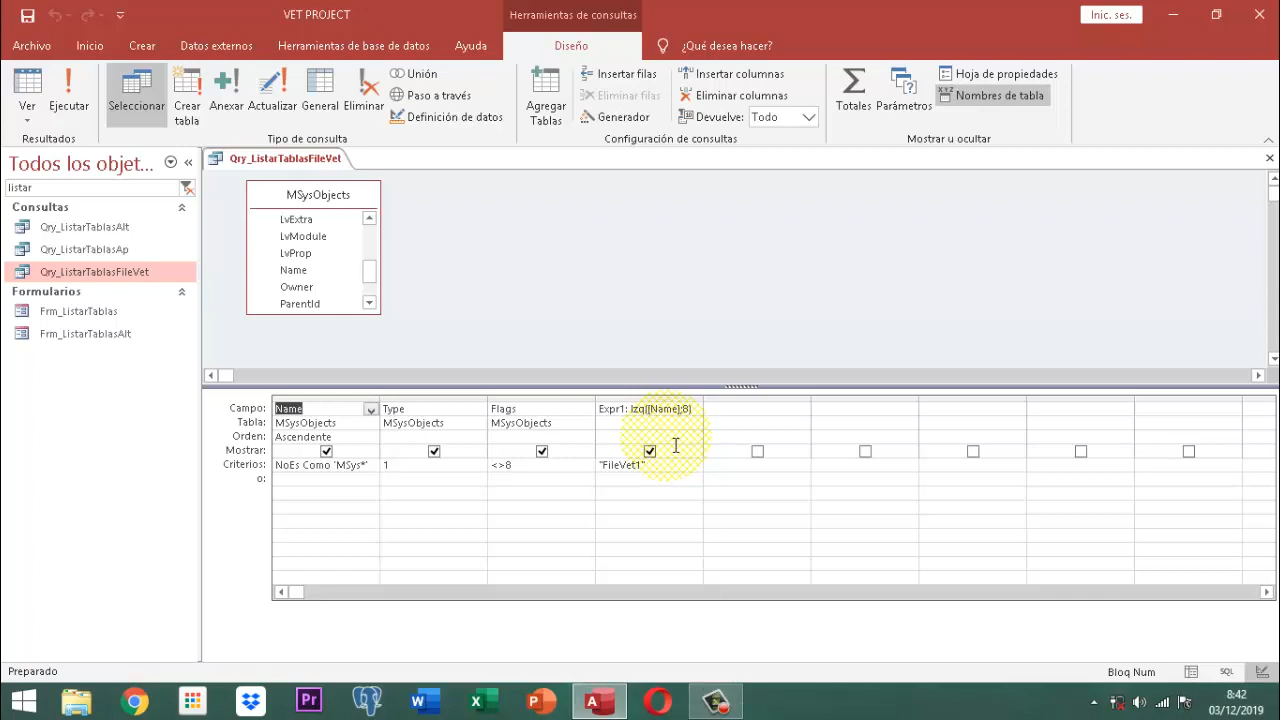 VET PROJECT
Herramientas de consultas
Inic. ses.
Archivo Inicio Crear Datos externos Herramientas de base de datos Ayuda Diseño ¿Qué desea hacer?
Ver
Ejecutar
Seleccionar
Crear tabla
Anexar
Actualizar
General
Eliminar
Unión
Paso a través
Definición de datos
Agregar Tablas
Insertar filas
Eliminar filas
Generador
Insertar columnas
Eliminar columnas
Devuelve: Todo
Totales
Parámetros
Hoja de propiedades
Nombres de tabla
Resultados
Tipo de consulta
Configuración de consultas
Mostrar u ocultar
Todos los objet...
listar
Consultas
Qry_ListarTablasAlt
Qry_ListarTablasAp
Qry_ListarTablasFileVet
Formularios
Frm_ListarTablas
Frm_ListarTablasAlt
Qry_ListarTablasFileVet
MSysObjects
LvExtra
LvModule
LvProp
Name
Owner
ParentId
Campo: Name Type Flags Expr1: Izq([Name];8)
Tabla: MSysObjects MSysObjects MSysObjects
Orden: Ascendente
Mostrar:
Criterios: NoEs Como 'MSys*' 1 <>8 "FileVet1"
o:
Preparado
Bloq Num
SQL
Pr
8:42
03/12/2019